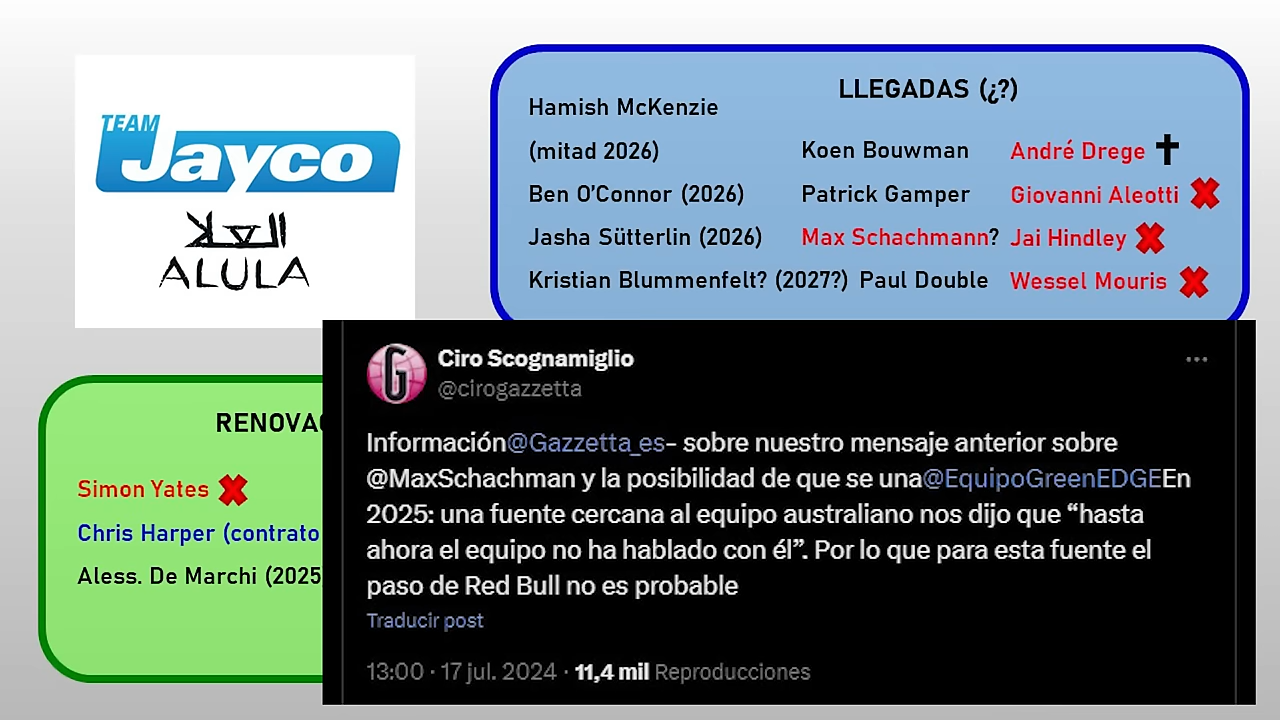 TEAM
Jayco
العلا
ALULA
LLEGADAS (¿?)
Hamish McKenzie
(mitad 2026)
Ben O'Connor (2026)
Jasha Sütterlin (2026)
Kristian Blummenfelt? (2027?)
Koen Bouwman
Patrick Gamper
Max Schachmann?
Paul Double
André Drege
Giovanni Aleotti
Jai Hindley
Wessel Mouris
RENOVAC
Simon Yates
Chris Harper (contrato
Aless. De Marchi (2025
Ciro Scognamiglio
@cirogazzetta
Información@Gazzetta_es– sobre nuestro mensaje anterior sobre
@MaxSchachman y la posibilidad de que se una@EquipoGreenEDGEEn
2025: una fuente cercana al equipo australiano nos dijo que “hasta
ahora el equipo no ha hablado con él”. Por lo que para esta fuente el
paso de Red Bull no es probable
Traducir post
13:00 · 17 jul. 2024 · 11,4 mil Reproducciones